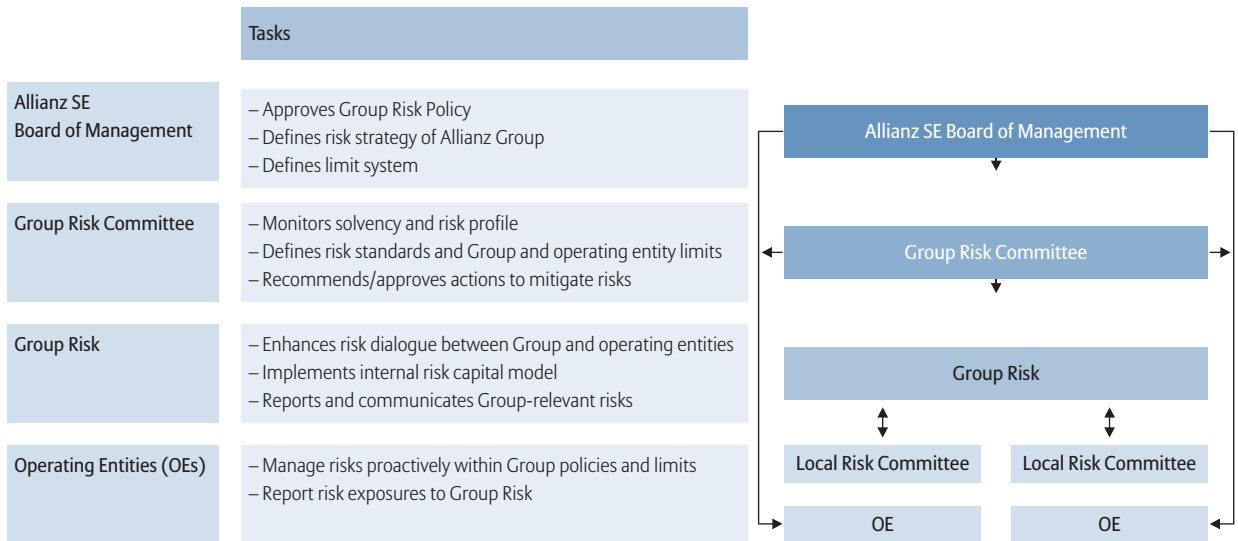 Tasks
Allianz SE
Board of Management
– Approves Group Risk Policy
– Defines risk strategy of Allianz Group
– Defines limit system
Group Risk Committee
– Monitors solvency and risk profile
– Defines risk standards and Group and operating entity limits
– Recommends/approves actions to mitigate risks
Group Risk
– Enhances risk dialogue between Group and operating entities
– Implements internal risk capital model
– Reports and communicates Group-relevant risks
Operating Entities (OEs)
– Manage risks proactively within Group policies and limits
– Report risk exposures to Group Risk
Allianz SE Board of Management
Group Risk Committee
Group Risk
Local Risk Committee
Local Risk Committee
OE
OE